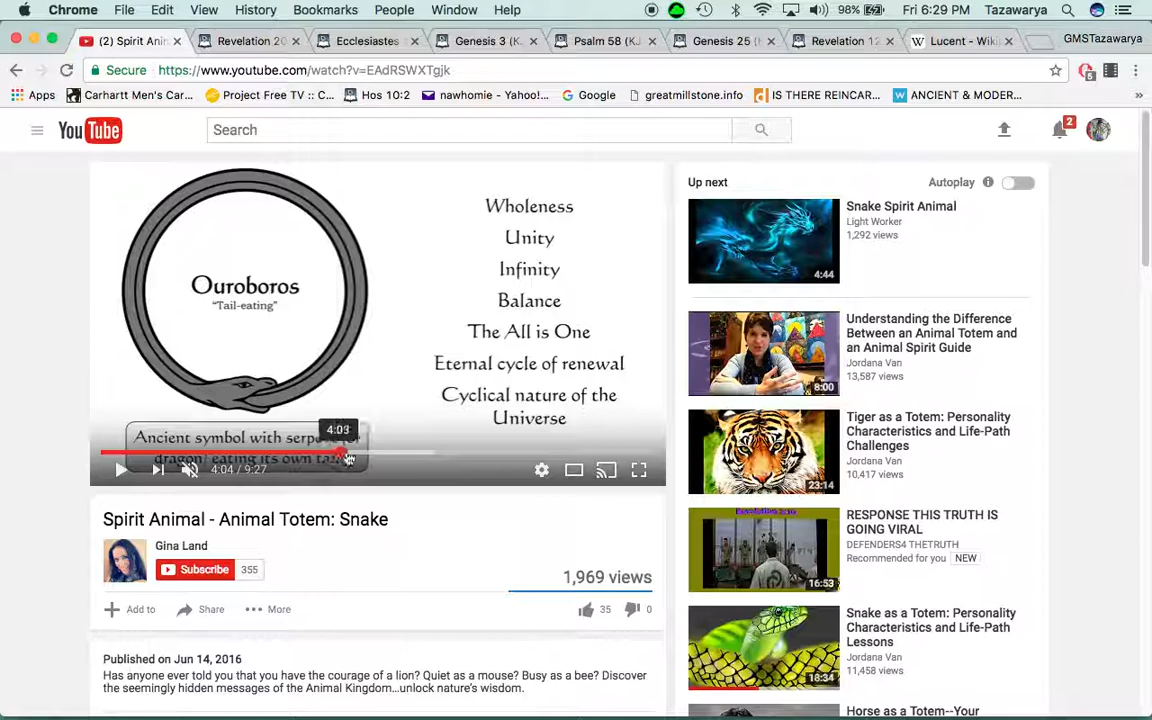 Chrome File Edit View History Bookmarks People Window Help 98% Fri 6:29 PM Tazawarya
(2) Spirit Anim Revelation 20 Ecclesiastes Genesis 3 (K Psalm 58 (KJ Genesis 25 ( Revelation 12 W Lucent - Wiki GMSTazawarya
Secure https://www.youtube.com/watch?v=EAdRSWXTgjk 5
Apps Carhartt Men's Car... Project Free TV :: C... Hos 10:2 nawhomie - Yahoo!... Google greatmillstone.info IS THERE REINCAR... W ANCIENT & MODER... »
YouTube Search 2
Ouroboros
"Tail-eating"
Wholeness
Unity
Infinity
Balance
The All is One
Eternal cycle of renewal
Cyclical nature of the
Universe
4:03
Ancient symbol with
dragon) eating it's own
4:04 / 9:27
Spirit Animal - Animal Totem: Snake
Gina Land
Subscribe 355
1,969 views
Add to Share More 35 0
Published on Jun 14, 2016
Has anyone ever told you that you have the courage of a lion? Quiet as a mouse? Busy as a bee? Discover
the seemingly hidden messages of the Animal Kingdom...unlock nature's wisdom.
Up next Autoplay
Snake Spirit Animal
Light Worker
1,292 views
4:44
Understanding the Difference
Between an Animal Totem and
an Animal Spirit Guide
Jordana Van
13,587 views
8:00
Tiger as a Totem: Personality
Characteristics and Life-Path
Challenges
Jordana Van
10,417 views
23:14
RESPONSE THIS TRUTH IS
GOING VIRAL
DEFENDERS4 THETRUTH
Recommended for you NEW
16:53
Snake as a Totem: Personality
Characteristics and Life-Path
Lessons
Jordana Van
11,458 views
18:34
Horse as a Totem--Your